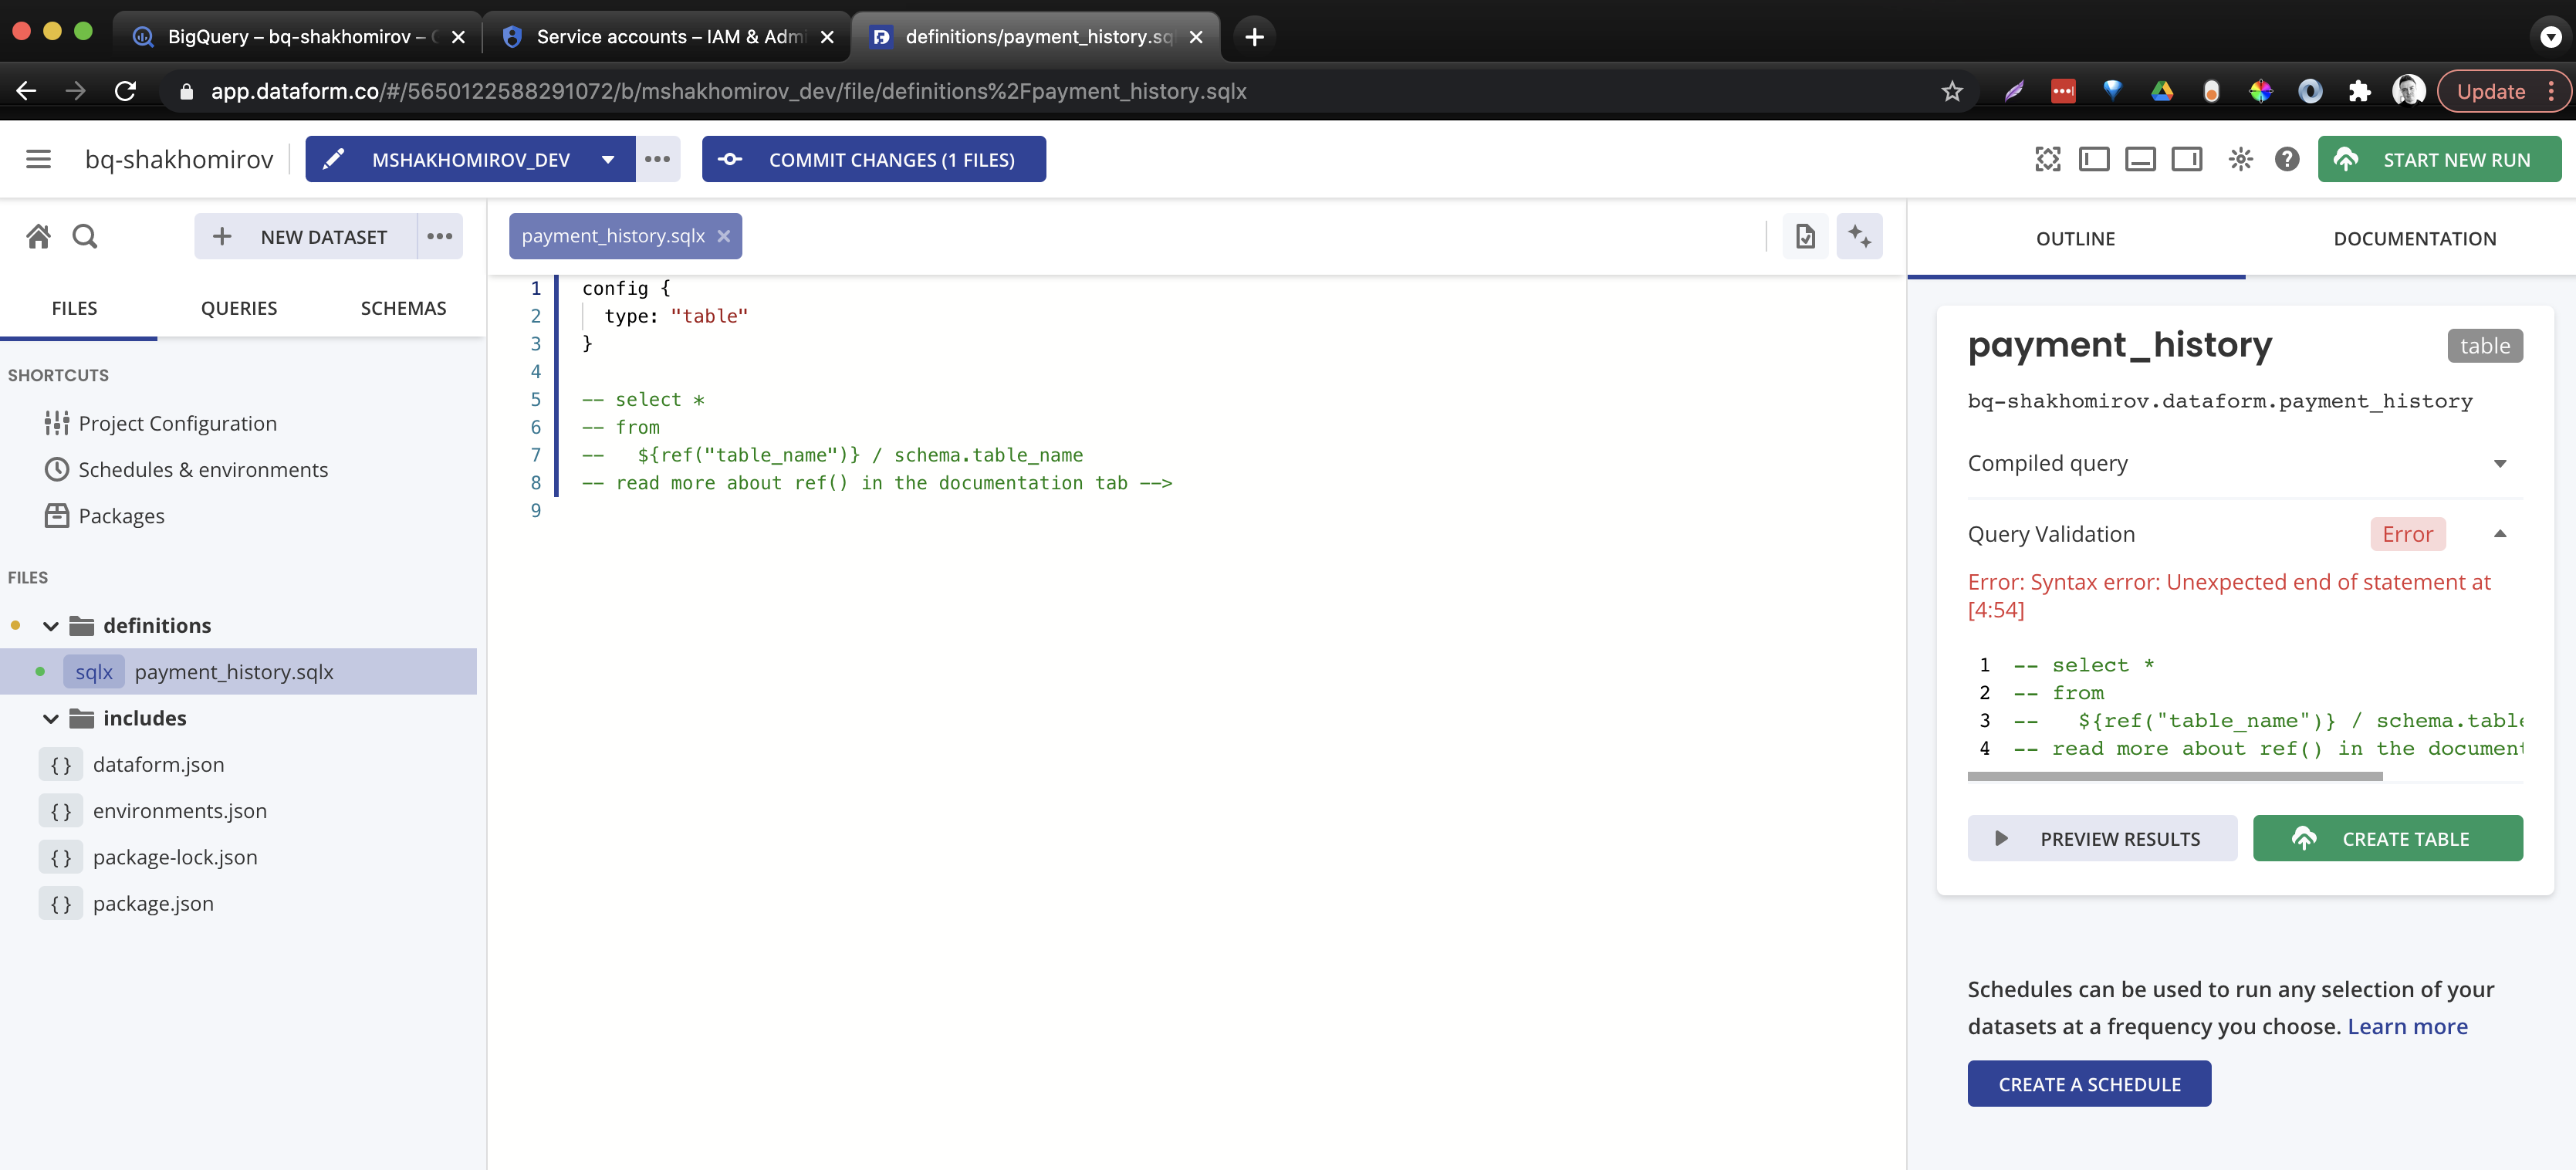 BigQuery – bq-shakhomirov –
Service accounts – IAM & Admi
definitions/payment_history.sq
app.dataform.co/#/5650122588291072/b/mshakhomirov_dev/file/definitions%2Fpayment_history.sqlx
Update
bq-shakhomirov
MSHAKHOMIROV_DEV
COMMIT CHANGES (1 FILES)
START NEW RUN
NEW DATASET
FILES
QUERIES
SCHEMAS
SHORTCUTS
Project Configuration
Schedules & environments
Packages
FILES
definitions
sqlx payment_history.sqlx
includes
{ } dataform.json
{ } environments.json
{ } package-lock.json
{ } package.json
payment_history.sqlx
1 config {
2 type: "table"
3 }
4
5 -- select *
6 -- from
7 --   ${ref("table_name")} / schema.table_name
8 -- read more about ref() in the documentation tab -->
9
OUTLINE
DOCUMENTATION
payment_history
table
bq-shakhomirov.dataform.payment_history
Compiled query
Query Validation
Error
Error: Syntax error: Unexpected end of statement at
[4:54]
1 -- select *
2 -- from
3 --   ${ref("table_name")} / schema.table
4 -- read more about ref() in the document
PREVIEW RESULTS
CREATE TABLE
Schedules can be used to run any selection of your
datasets at a frequency you choose. Learn more
CREATE A SCHEDULE